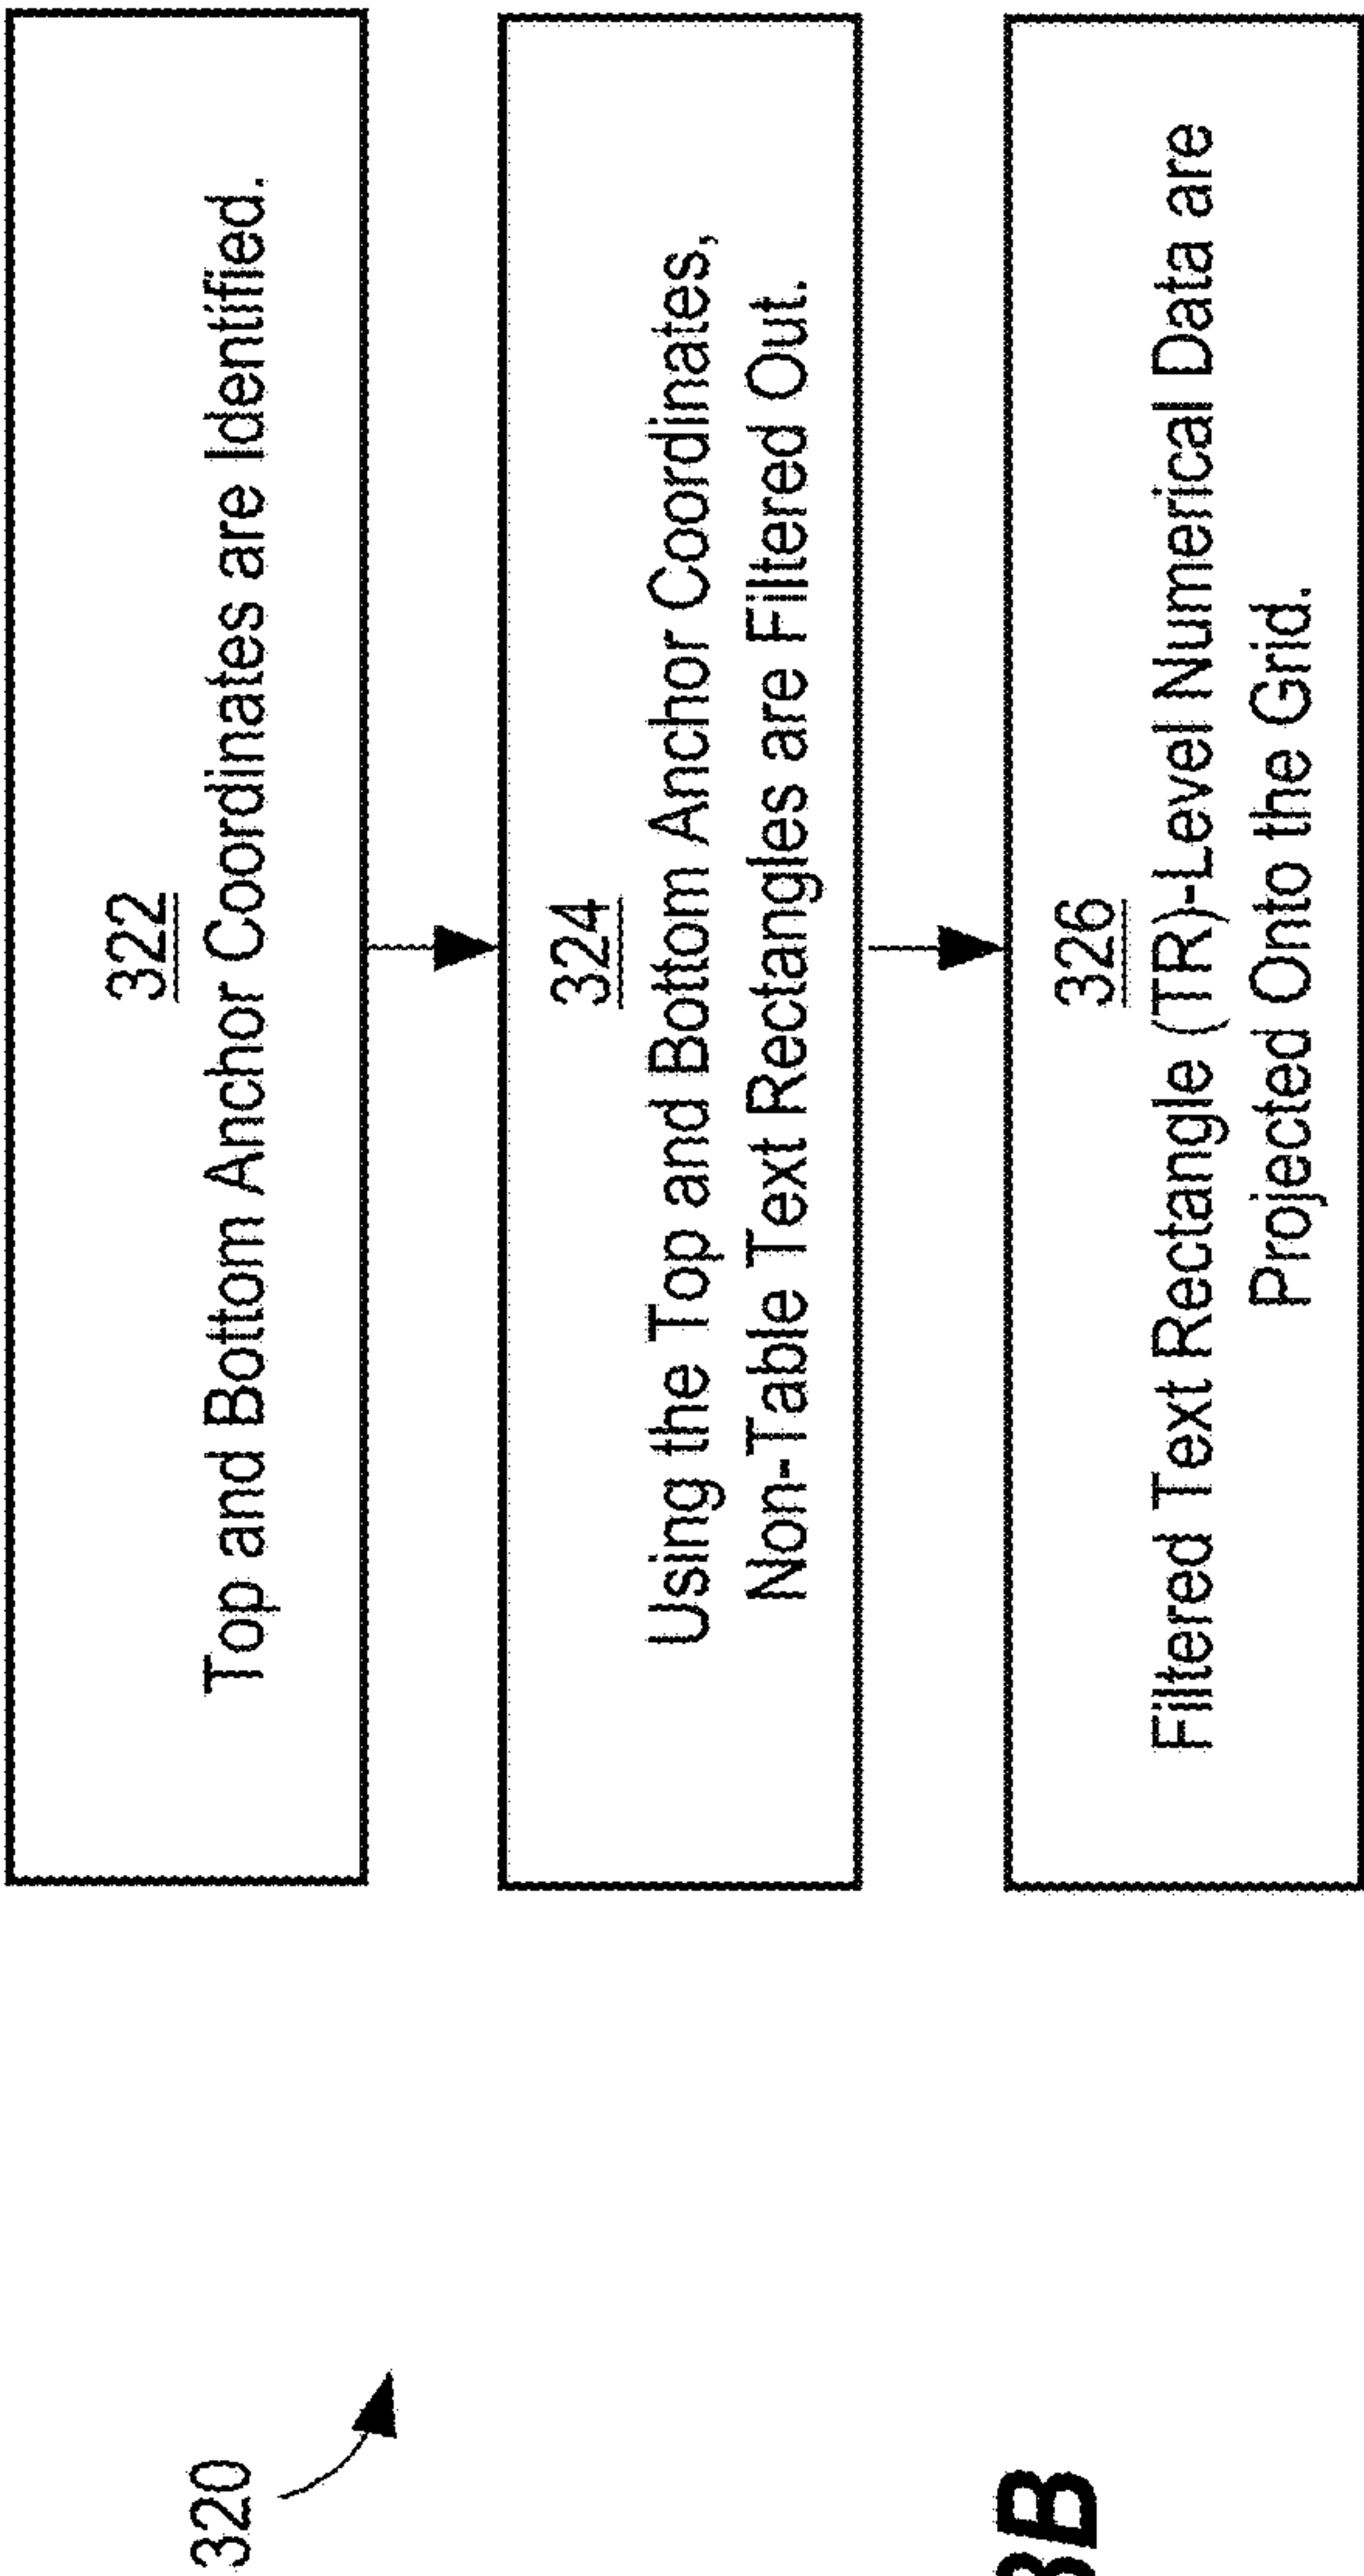 320
322
Top and Bottom Anchor Coordinates are Identified.
324
Using the Top and Bottom Anchor Coordinates,
Non-Table Text Rectangles are Filtered Out.
326
Filtered Text Rectangle (TR)-Level Numerical Data are
Projected Onto the Grid.
3B